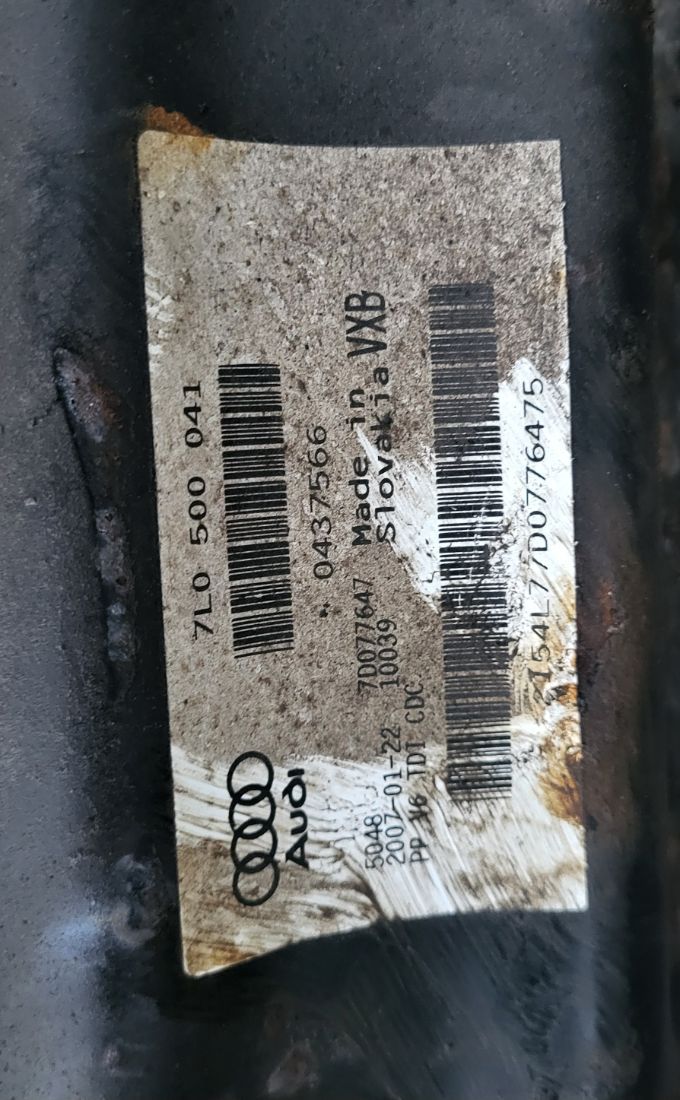 7L0 500 041
0437566
Audi
5048 7D077647 Made in
2007-01-22 10039 Slovakia VXB
PP V6 TDI CDC
2I54L77D0776475